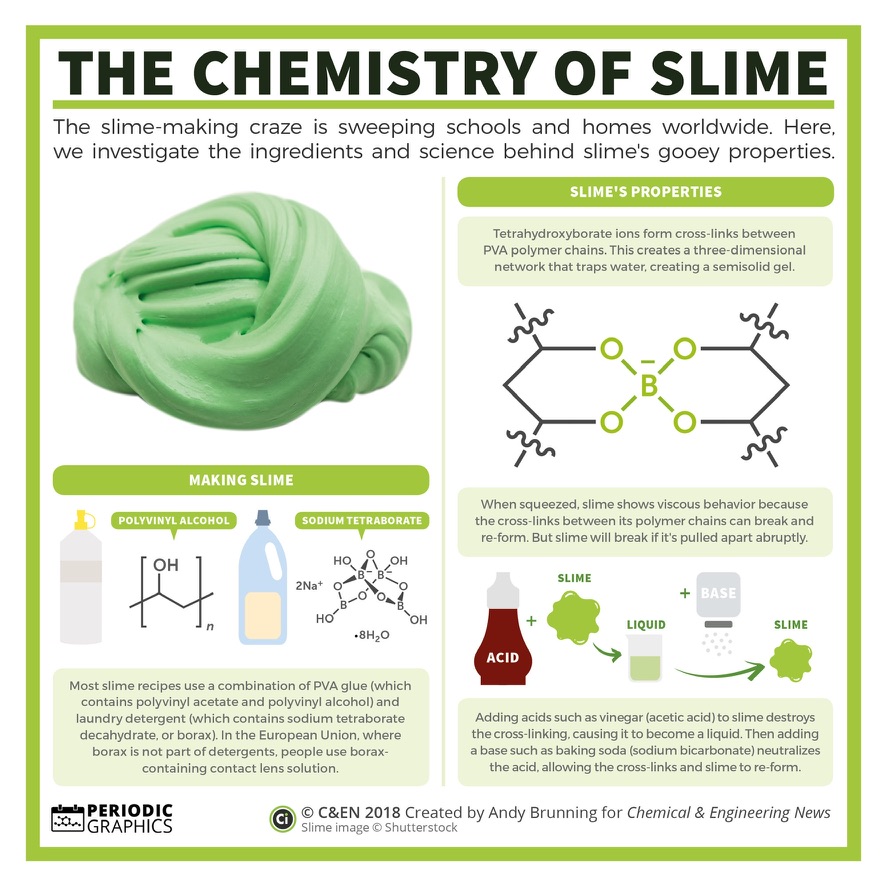 THE CHEMISTRY OF SLIME
The slime-making craze is sweeping schools and homes worldwide. Here,
we investigate the ingredients and science behind slime's gooey properties.
MAKING SLIME
POLYVINYL ALCOHOL
SODIUM TETRABORATE
OH
n
2Na⁺
HO
O
OH
B⁻
B⁻
O
O
O
O
B
B
HO
OH
•8H₂O
Most slime recipes use a combination of PVA glue (which
contains polyvinyl acetate and polyvinyl alcohol) and
laundry detergent (which contains sodium tetraborate
decahydrate, or borax). In the European Union, where
borax is not part of detergents, people use borax-
containing contact lens solution.
SLIME'S PROPERTIES
Tetrahydroxyborate ions form cross-links between
PVA polymer chains. This creates a three-dimensional
network that traps water, creating a semisolid gel.
O
O
–
B
O
O
When squeezed, slime shows viscous behavior because
the cross-links between its polymer chains can break and
re-form. But slime will break if it's pulled apart abruptly.
ACID
+
SLIME
LIQUID
+
BASE
SLIME
Adding acids such as vinegar (acetic acid) to slime destroys
the cross-linking, causing it to become a liquid. Then adding
a base such as baking soda (sodium bicarbonate) neutralizes
the acid, allowing the cross-links and slime to re-form.
PERIODIC
GRAPHICS
Ci
© C&EN 2018 Created by Andy Brunning for Chemical & Engineering News
Slime image © Shutterstock